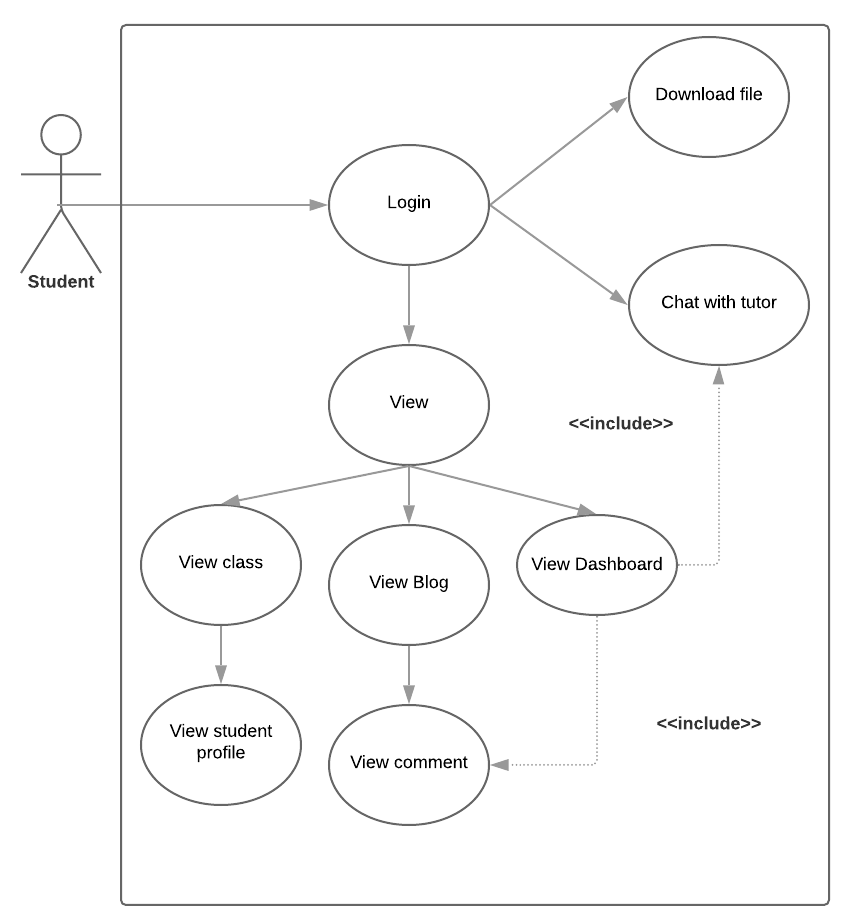 Download file
Login
Student
Chat with tutor
View
<<include>>
View class
View Blog
View Dashboard
View student
profile
View comment
<<include>>